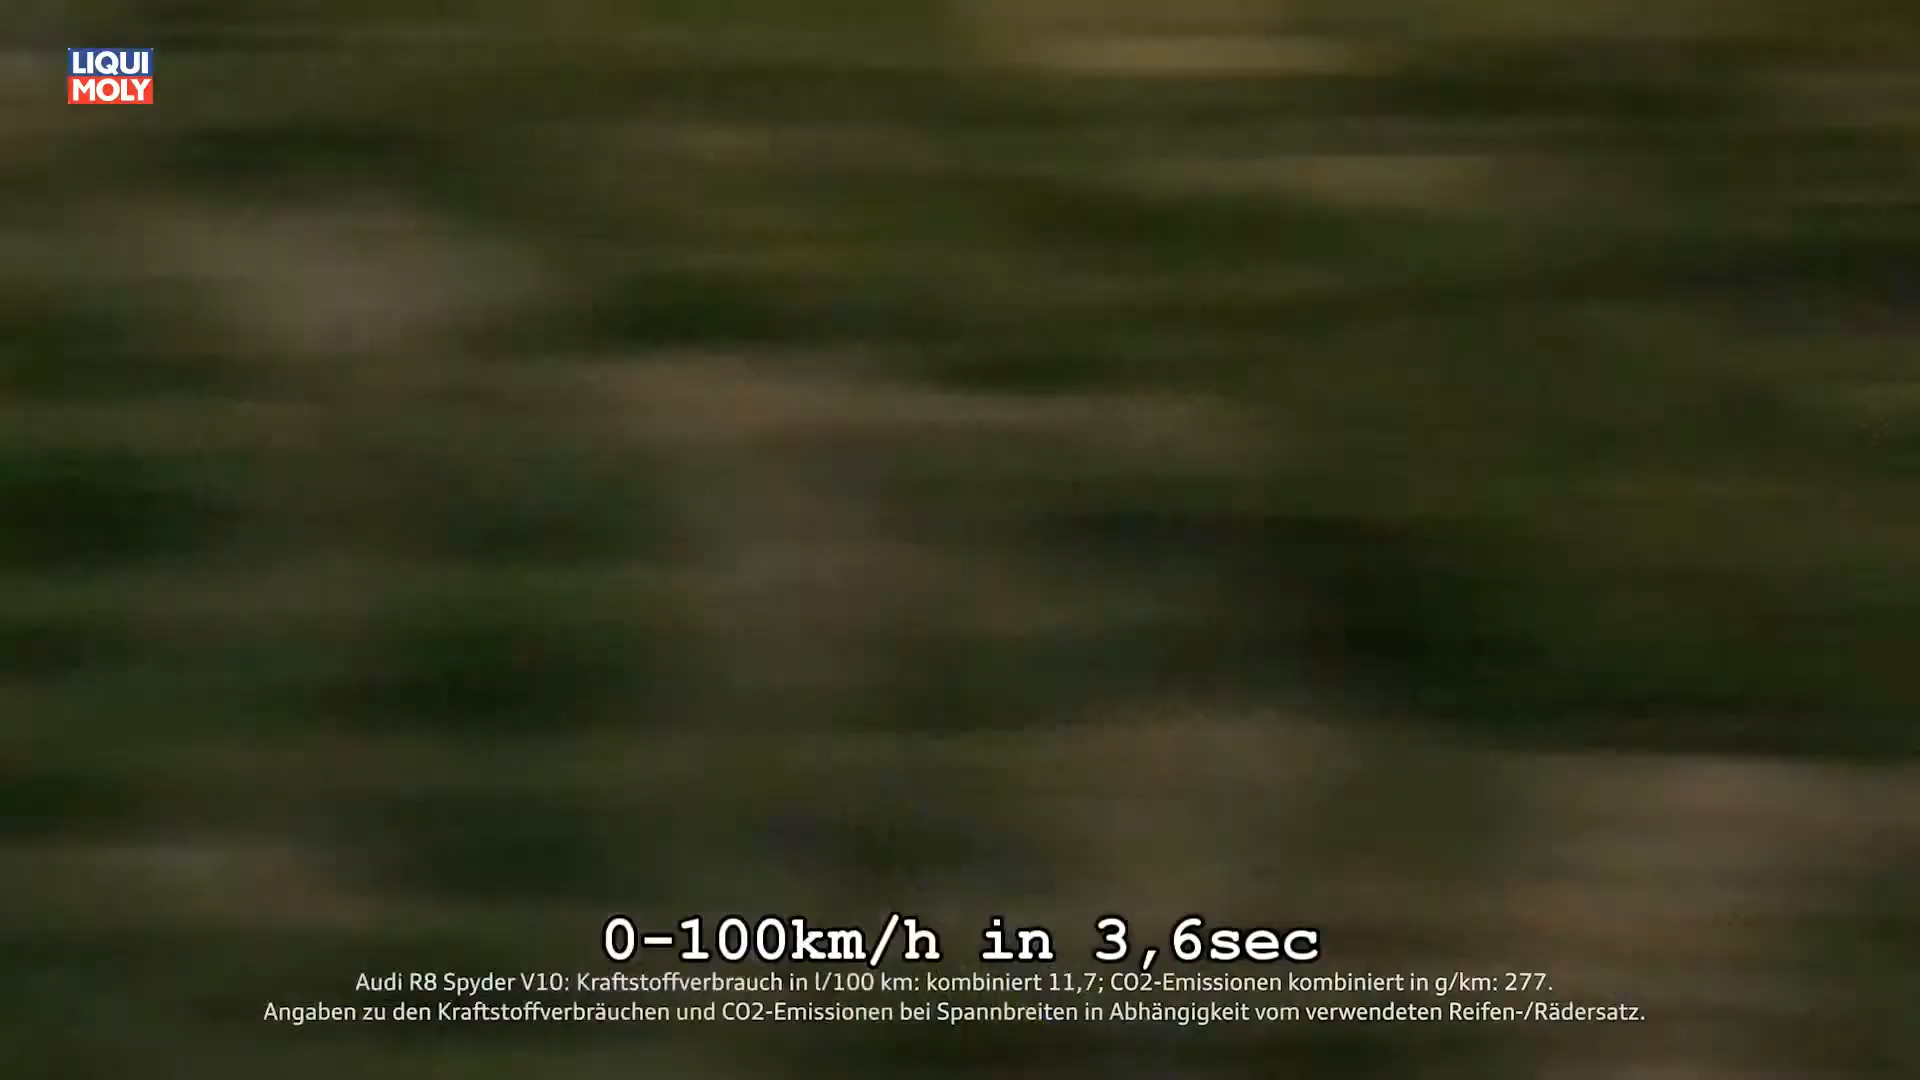 LIQUI
MOLY
0-100km/h in 3,6sec
Audi R8 Spyder V10: Kraftstoffverbrauch in l/100 km: kombiniert 11,7; CO2-Emissionen kombiniert in g/km: 277.
Angaben zu den Kraftstoffverbräuchen und CO2-Emissionen bei Spannbreiten in Abhängigkeit vom verwendeten Reifen-/Rädersatz.